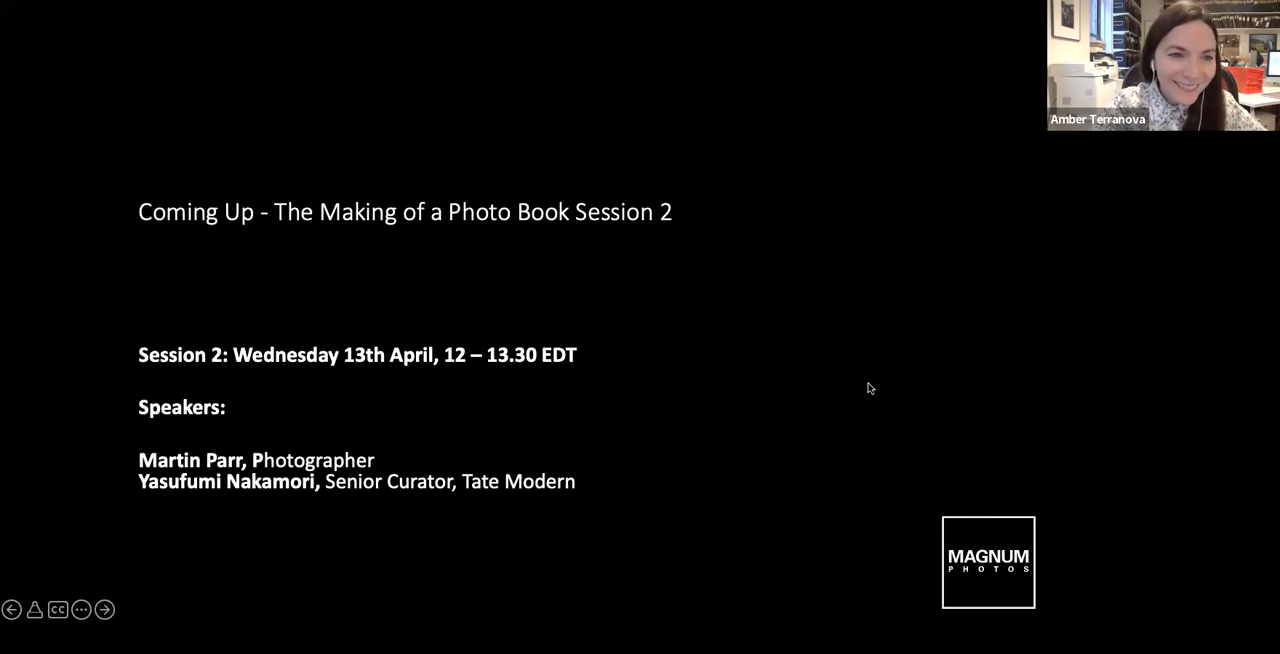 Amber Terranova
Coming Up - The Making of a Photo Book Session 2
Session 2: Wednesday 13th April, 12 – 13.30 EDT
Speakers:
Martin Parr, Photographer
Yasufumi Nakamori, Senior Curator, Tate Modern
MAGNUM
PHOTOS
CC